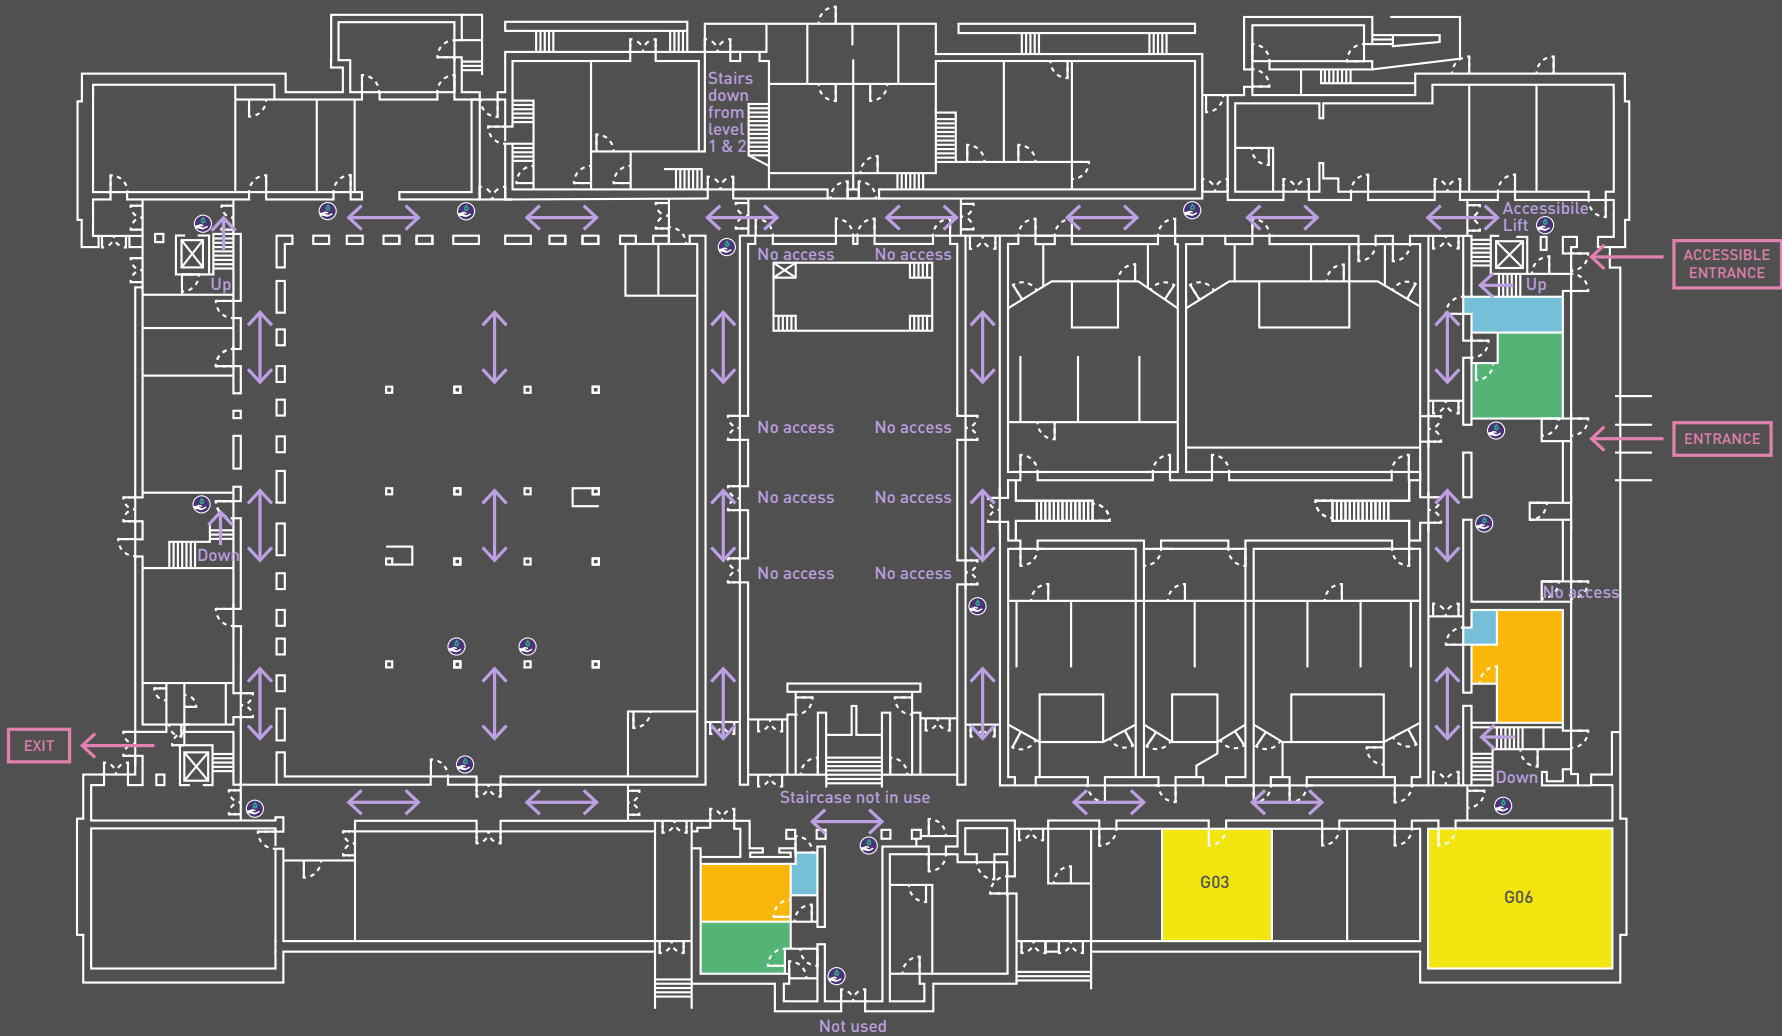 Stairs
down
from
level
1 & 2
Accessibile
Lift
ACCESSIBLE
ENTRANCE
No access
No access
Up
Up
No access
No access
ENTRANCE
No access
No access
Down
No access
No access
No access
EXIT
Down
Staircase not in use
G03
G06
Not used